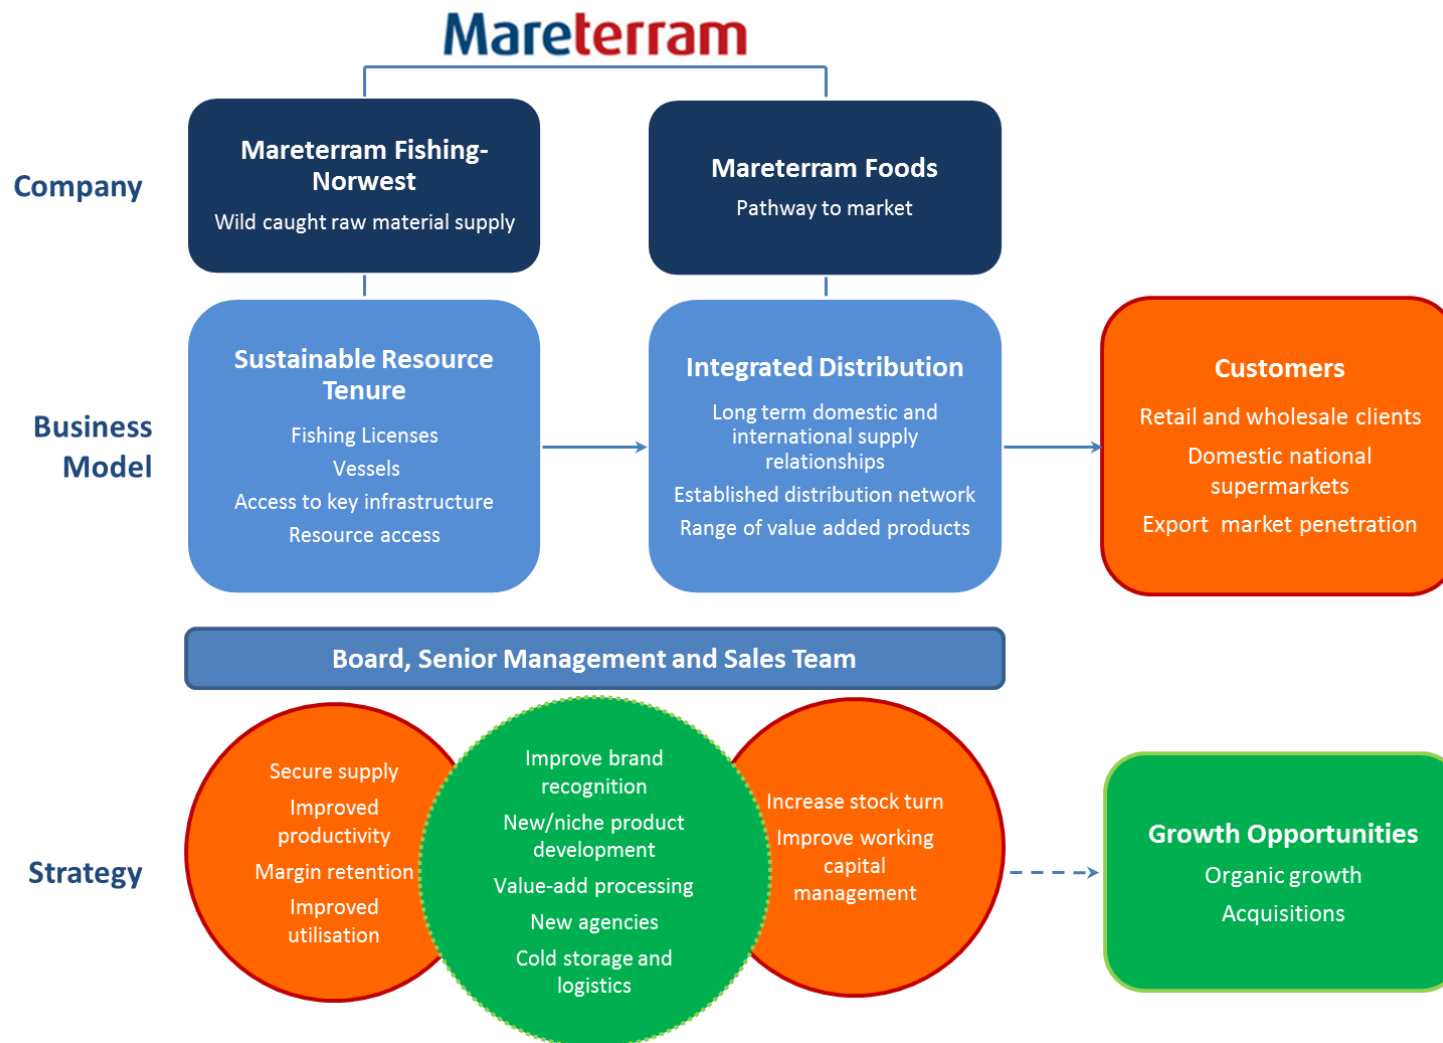 Mareterram
Company
Mareterram Fishing-
Norwest
Wild caught raw material supply
Mareterram Foods
Pathway to market
Business
Model
Sustainable Resource
Tenure
Fishing Licenses
Vessels
Access to key infrastructure
Resource access
Integrated Distribution
Long term domestic and
international supply
relationships
Established distribution network
Range of value added products
Customers
Retail and wholesale clients
Domestic national
supermarkets
Export  market penetration
Board, Senior Management and Sales Team
Strategy
Secure supply
Improved
productivity
Margin retention
Improved
utilisation
Improve brand
recognition
New/niche product
development
Value-add processing
New agencies
Cold storage and
logistics
Increase stock turn
Improve working
capital
management
Growth Opportunities
Organic growth
Acquisitions